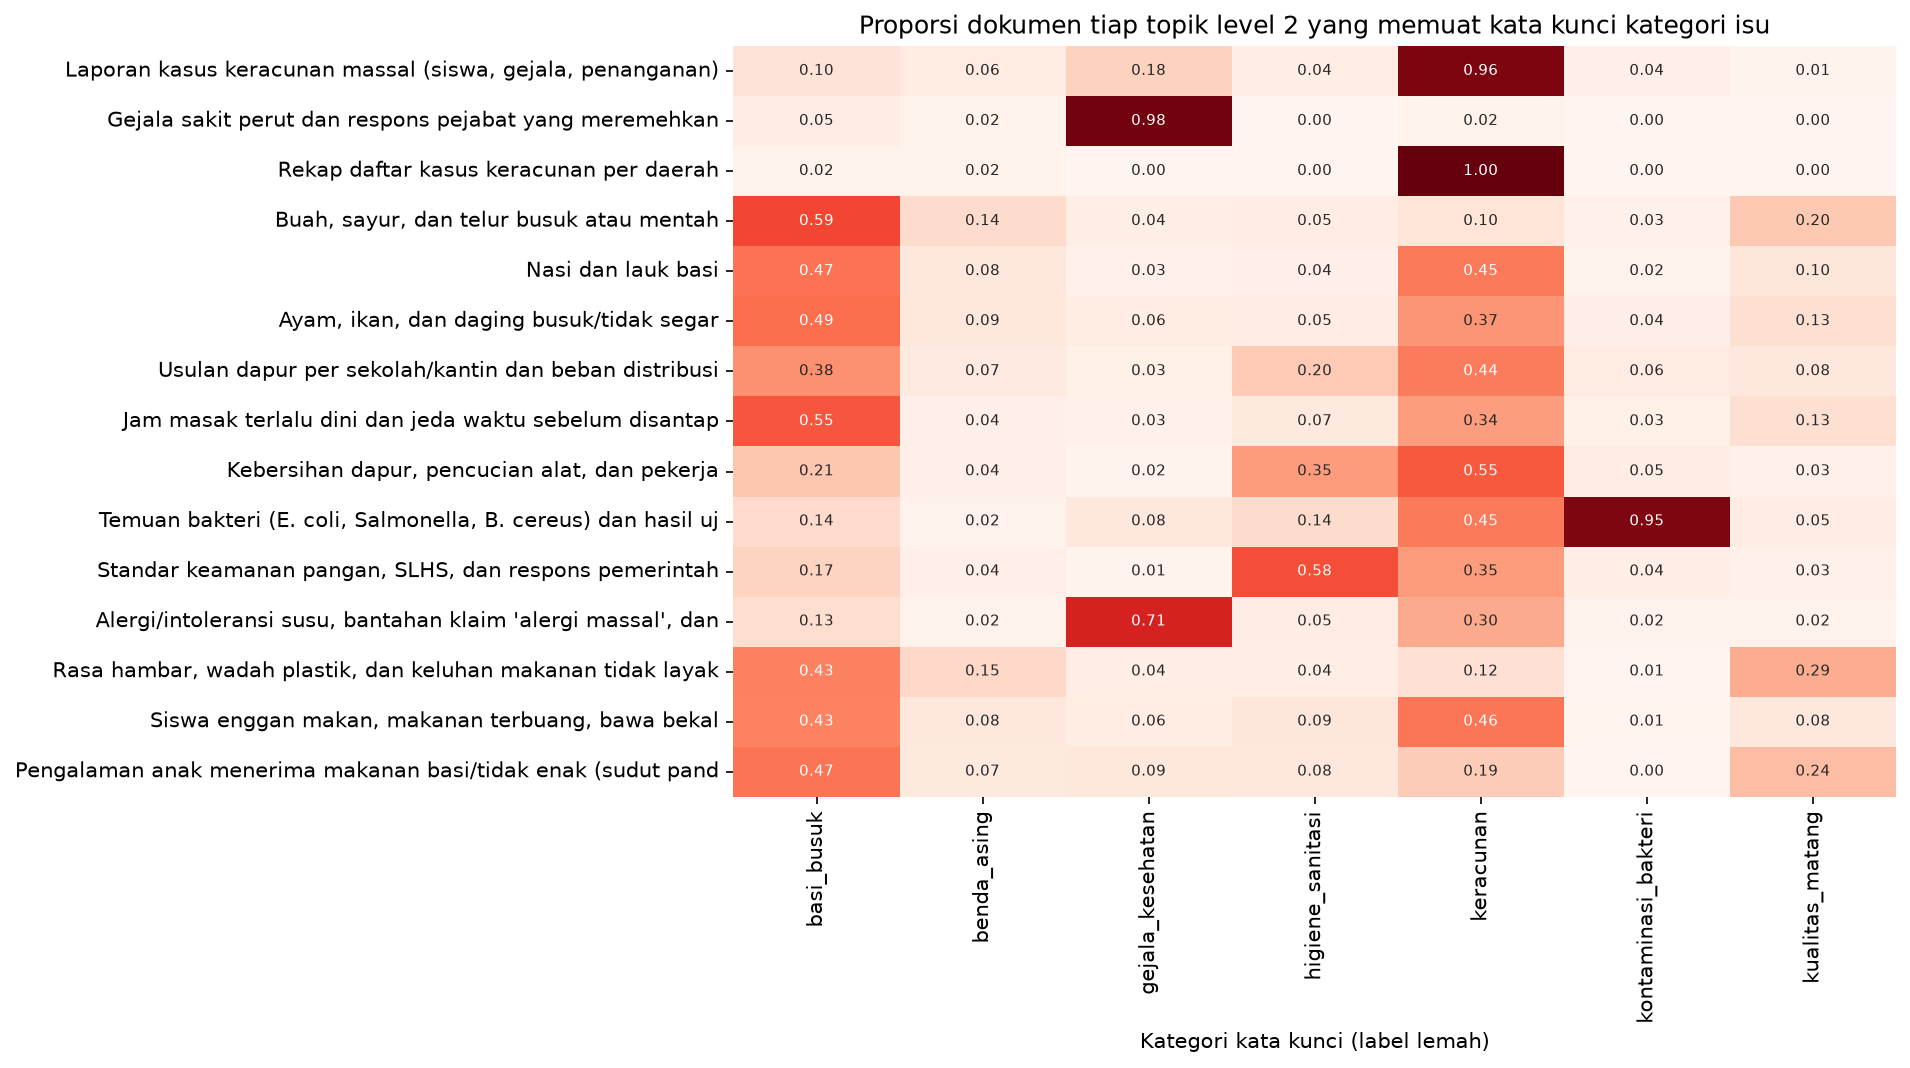 Proporsi dokumen tiap topik level 2 yang memuat kata kunci kategori isu
Laporan kasus keracunan massal (siswa, gejala, penanganan) 0.10 0.06 0.18 0.04 0.96 0.04 0.01
Gejala sakit perut dan respons pejabat yang meremehkan 0.05 0.02 0.98 0.00 0.02 0.00 0.00
Rekap daftar kasus keracunan per daerah 0.02 0.02 0.00 0.00 1.00 0.00 0.00
Buah, sayur, dan telur busuk atau mentah 0.59 0.14 0.04 0.05 0.10 0.03 0.20
Nasi dan lauk basi 0.47 0.08 0.03 0.04 0.45 0.02 0.10
Ayam, ikan, dan daging busuk/tidak segar 0.49 0.09 0.06 0.05 0.37 0.04 0.13
Usulan dapur per sekolah/kantin dan beban distribusi 0.38 0.07 0.03 0.20 0.44 0.06 0.08
Jam masak terlalu dini dan jeda waktu sebelum disantap 0.55 0.04 0.03 0.07 0.34 0.03 0.13
Kebersihan dapur, pencucian alat, dan pekerja 0.21 0.04 0.02 0.35 0.55 0.05 0.03
Temuan bakteri (E. coli, Salmonella, B. cereus) dan hasil uj 0.14 0.02 0.08 0.14 0.45 0.95 0.05
Standar keamanan pangan, SLHS, dan respons pemerintah 0.17 0.04 0.01 0.58 0.35 0.04 0.03
Alergi/intoleransi susu, bantahan klaim 'alergi massal', dan 0.13 0.02 0.71 0.05 0.30 0.02 0.02
Rasa hambar, wadah plastik, dan keluhan makanan tidak layak 0.43 0.15 0.04 0.04 0.12 0.01 0.29
Siswa enggan makan, makanan terbuang, bawa bekal 0.43 0.08 0.06 0.09 0.46 0.01 0.08
Pengalaman anak menerima makanan basi/tidak enak (sudut pand 0.47 0.07 0.09 0.08 0.19 0.00 0.24
basi_busuk
benda_asing
gejala_kesehatan
higiene_sanitasi
keracunan
kontaminasi_bakteri
kualitas_matang
Kategori kata kunci (label lemah)